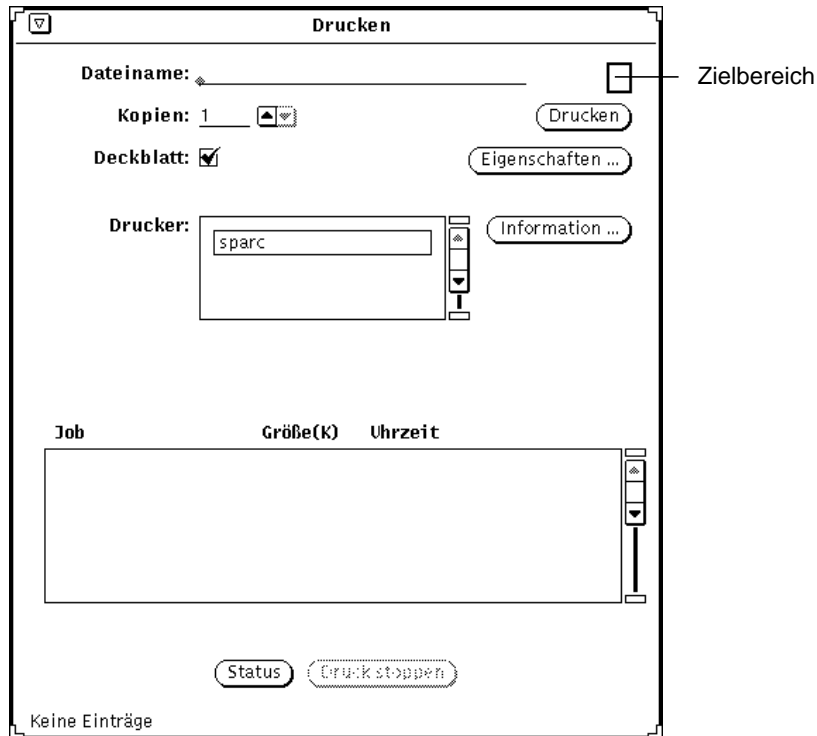 Drucken
Dateiname:
Zielbereich
Kopien: 1
Drucken
Deckblatt:
Eigenschaften ...
Drucker:
sparc
Information ...
Job Größe(K) Uhrzeit
Status
Druck stoppen
Keine Einträge